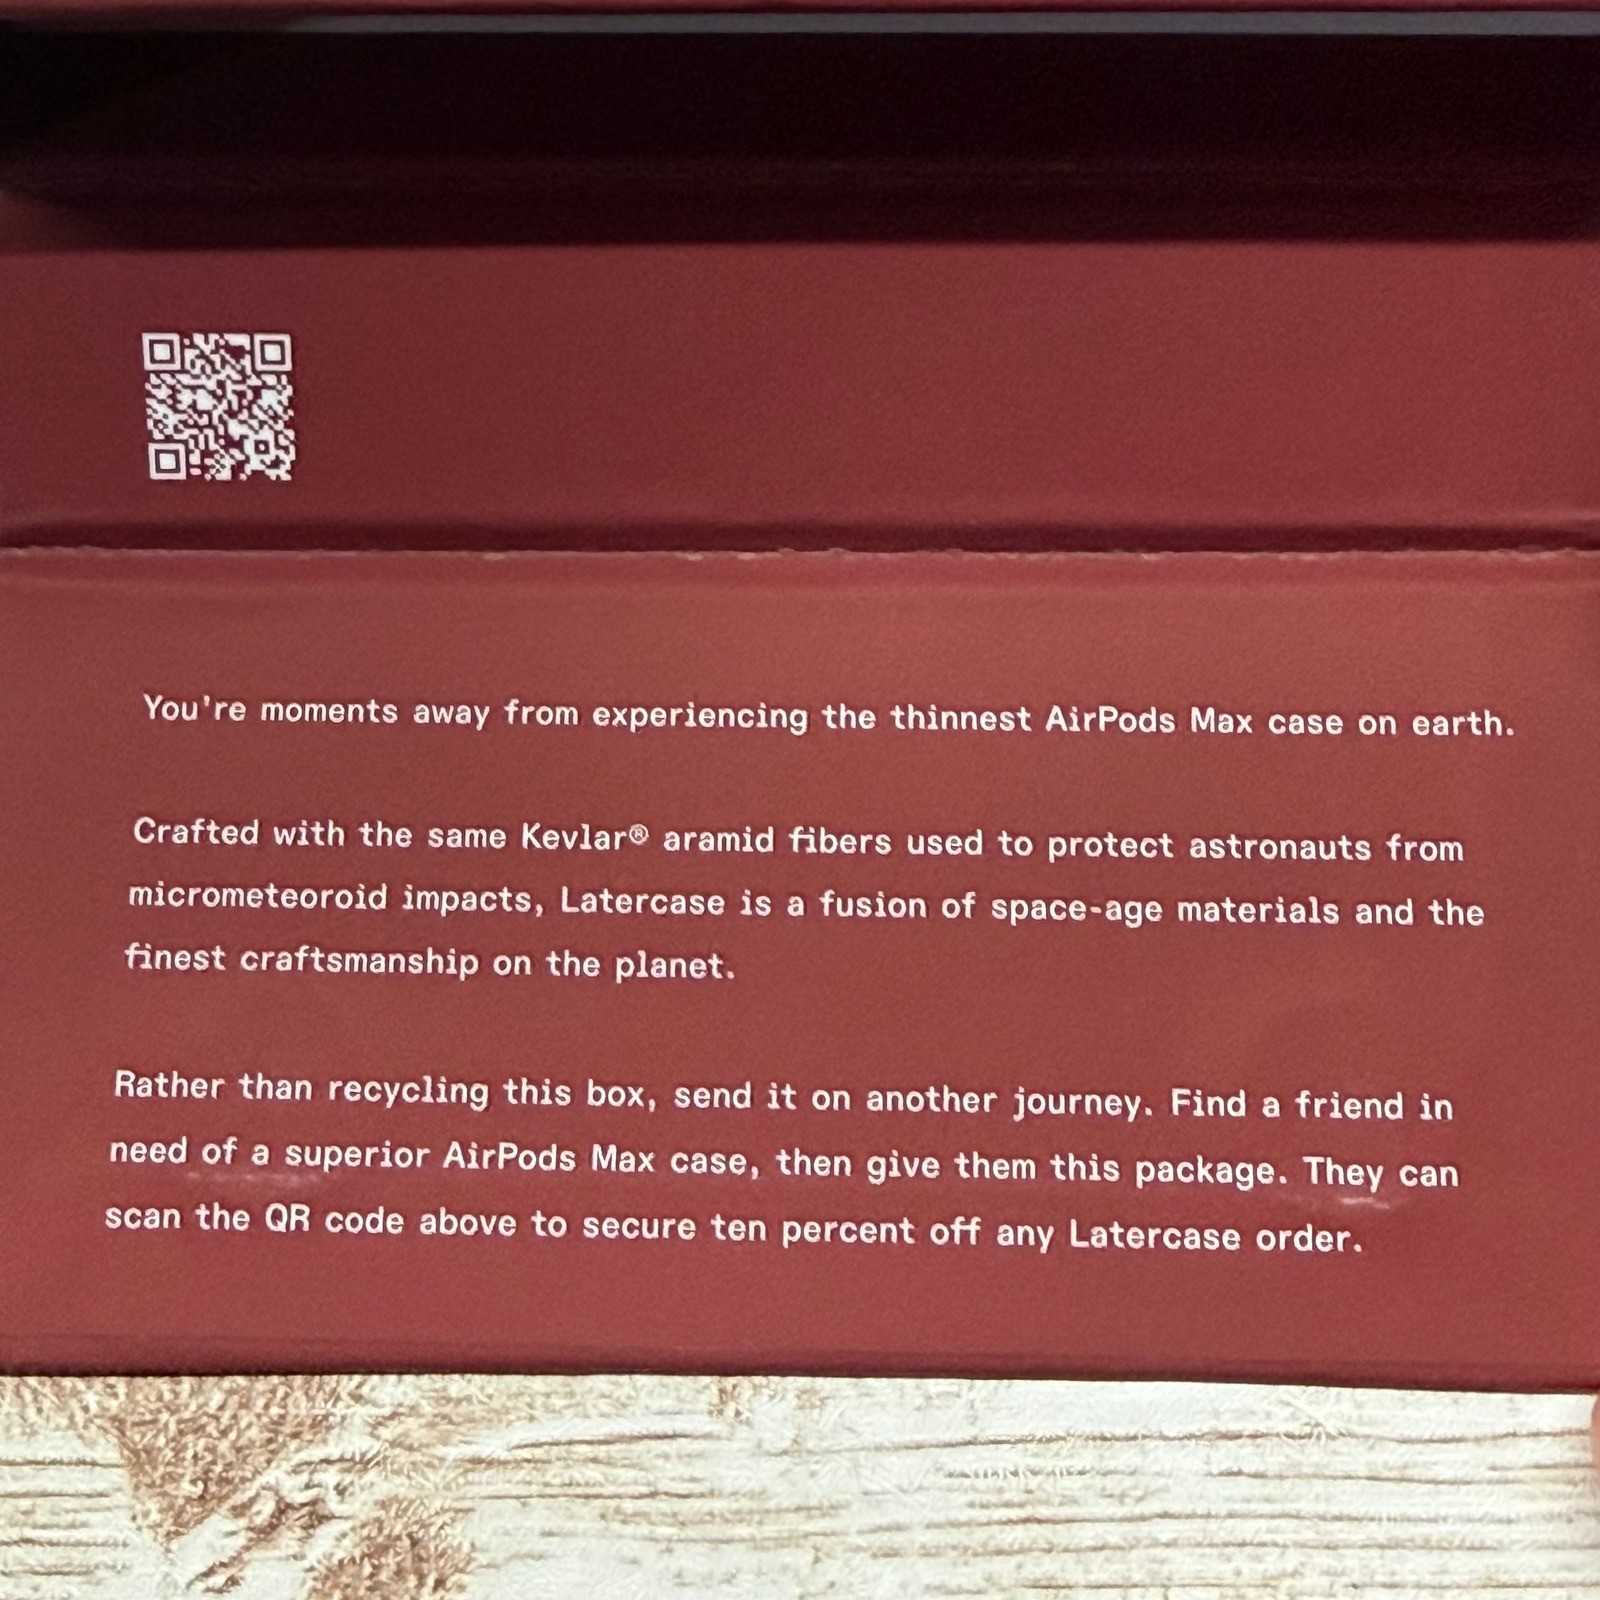 You're moments away from experiencing the thinnest AirPods Max case on earth.
Crafted with the same Kevlar® aramid fibers used to protect astronauts from
micrometeoroid impacts, Latercase is a fusion of space-age materials and the
finest craftsmanship on the planet.
Rather than recycling this box, send it on another journey. Find a friend in
need of a superior AirPods Max case, then give them this package. They can
scan the QR code above to secure ten percent off any Latercase order.